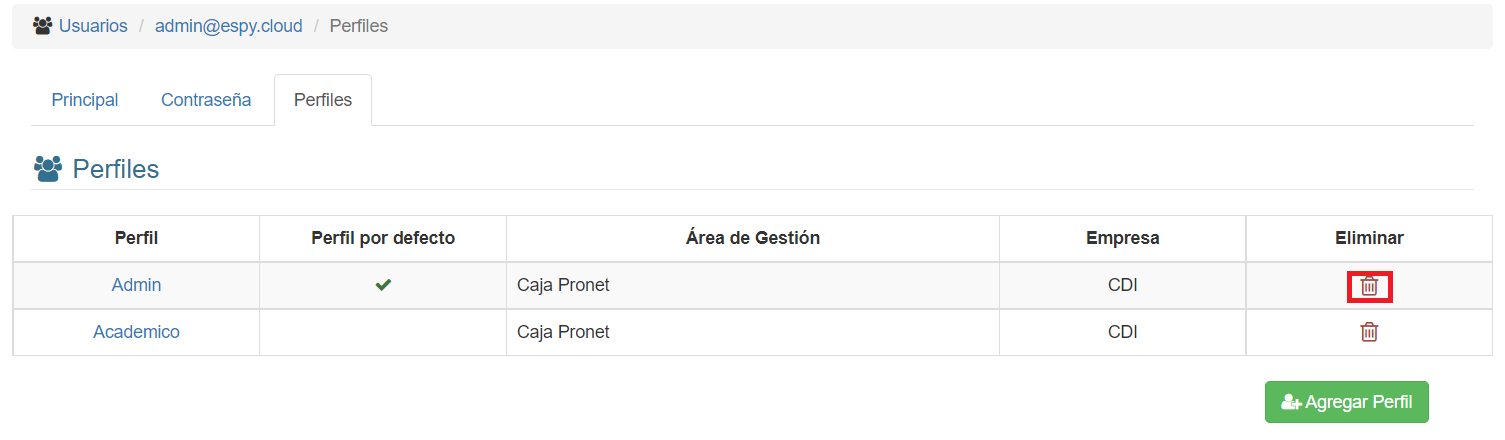 Usuarios / admin@espy.cloud / Perfiles
Principal Contraseña Perfiles
Perfiles
Perfil Perfil por defecto Área de Gestión Empresa Eliminar
Admin Caja Pronet CDI
Academico Caja Pronet CDI
Agregar Perfil